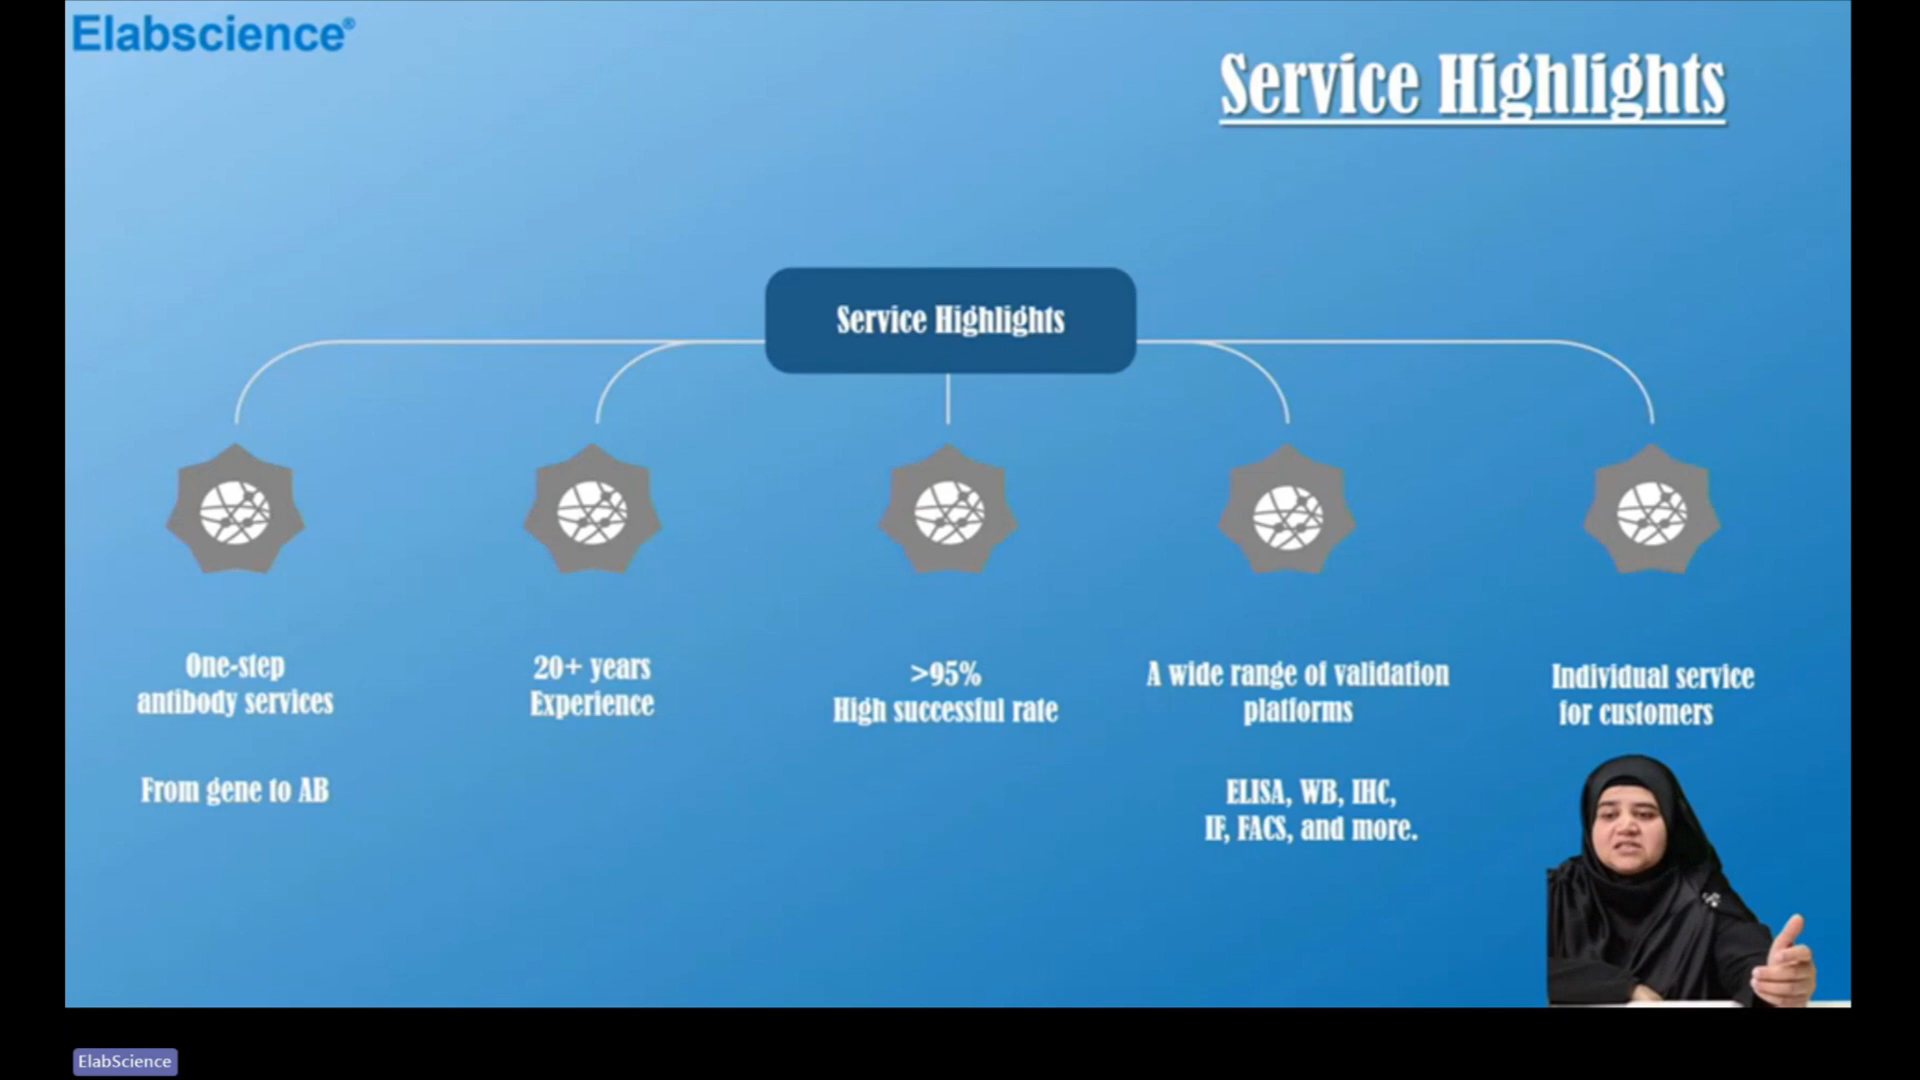 Elabscience®
Service Highlights
Service Highlights
One-step
antibody services
From gene to AB
20+ years
Experience
>95%
High successful rate
A wide range of validation
platforms
ELISA, WB, IHC,
IF, FACS, and more.
Individual service
for customers
ElabScience